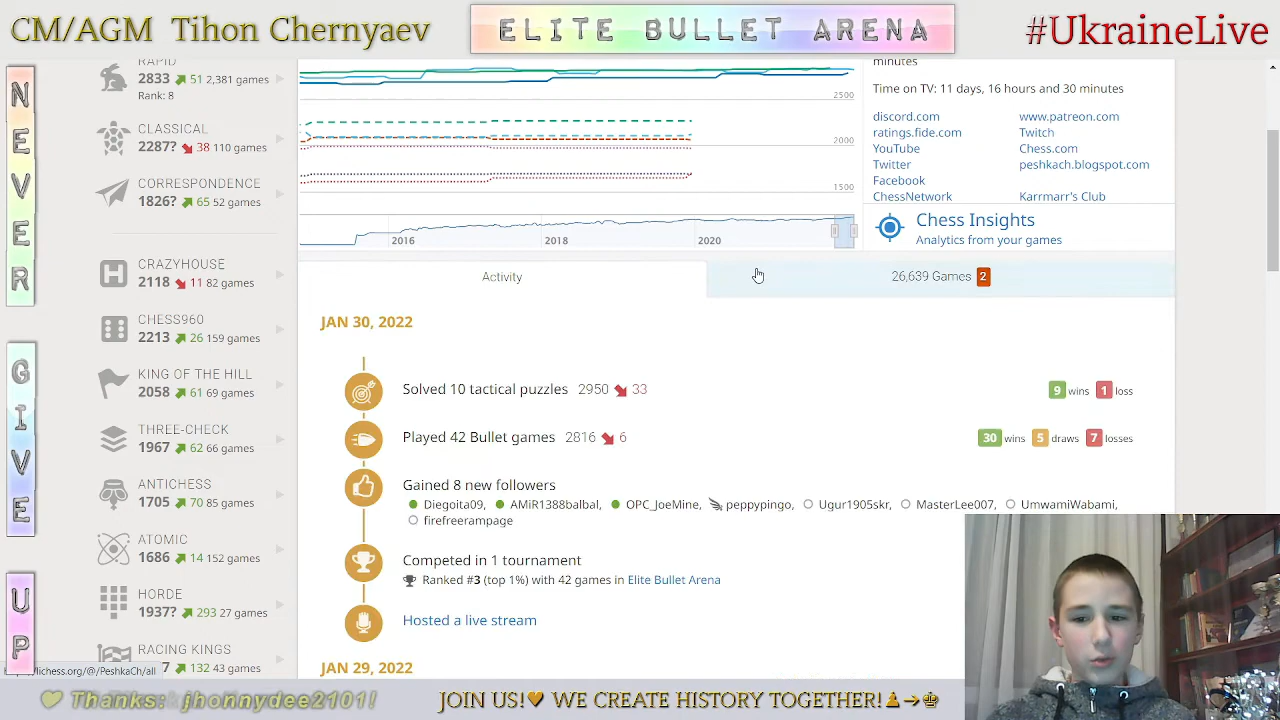 CM/AGM Tihon Chernyaev
ELITE BULLET ARENA
#UkraineLive
NEVER
GIVE
UP
RAPID
2833 51 2,381 games
Rank: 8
CLASSICAL
2287? 38 110 games
CORRESPONDENCE
1826? 65 52 games
CRAZYHOUSE
2118 11 82 games
CHESS960
2213 26 159 games
KING OF THE HILL
2058 61 69 games
THREE-CHECK
1967 62 66 games
ANTICHESS
1705 70 85 games
ATOMIC
1686 14 152 games
HORDE
1937? 293 27 games
RACING KINGS
7 132 43 games
lichess.org/@/PeshkaCh/all
2500
2000
1500
2016 2018 2020
minutes
Time on TV: 11 days, 16 hours and 30 minutes
discord.com www.patreon.com
ratings.fide.com Twitch
YouTube Chess.com
Twitter peshkach.blogspot.com
Facebook
ChessNetwork Karrmarr's Club
Chess Insights
Analytics from your games
Activity
26,639 Games 2
JAN 30, 2022
Solved 10 tactical puzzles 2950 33
9 wins 1 loss
Played 42 Bullet games 2816 6
30 wins 5 draws 7 losses
Gained 8 new followers
Diegoita09, AMiR1388balbal, OPC_JoeMine, peppypingo, Ugur1905skr, MasterLee007, UmwamiWabami,
firefreerampage
Competed in 1 tournament
Ranked #3 (top 1%) with 42 games in Elite Bullet Arena
Hosted a live stream
JAN 29, 2022
Thanks: jhonnydee2101!
JOIN US! WE CREATE HISTORY TOGETHER!